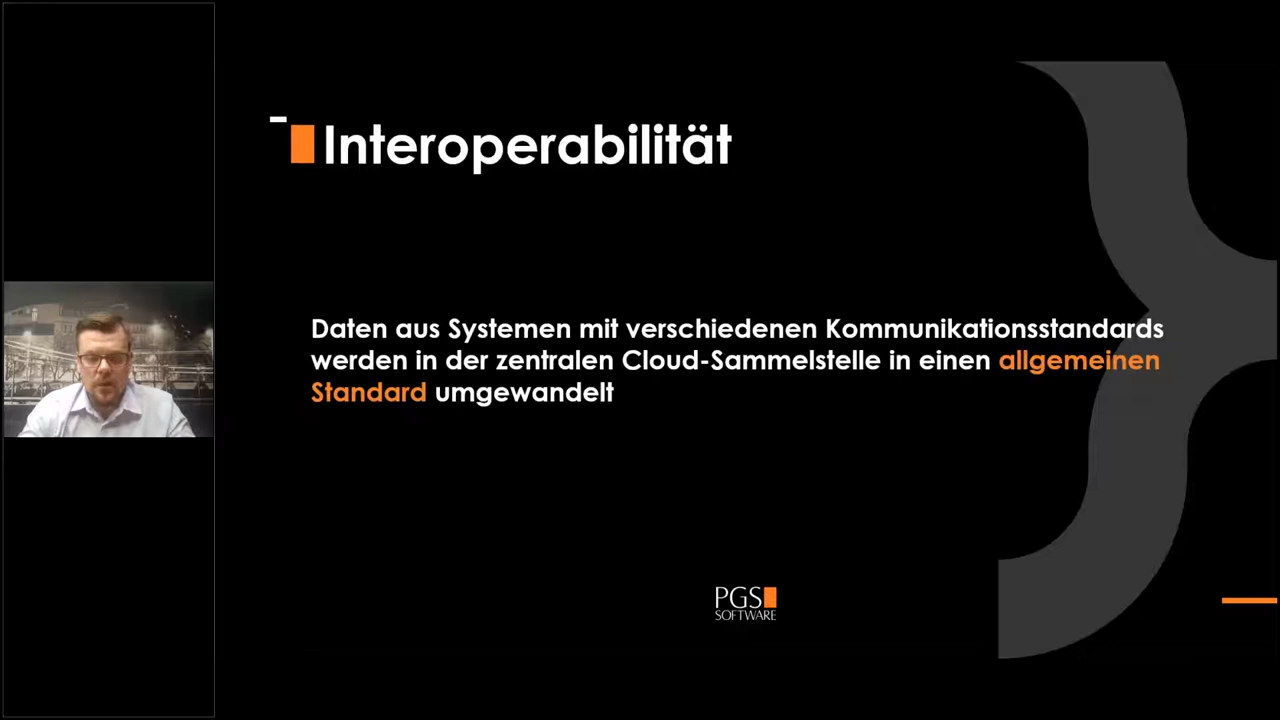 Interoperabilität
Daten aus Systemen mit verschiedenen Kommunikationsstandards
werden in der zentralen Cloud-Sammelstelle in einen allgemeinen
Standard umgewandelt
PGS
SOFTWARE